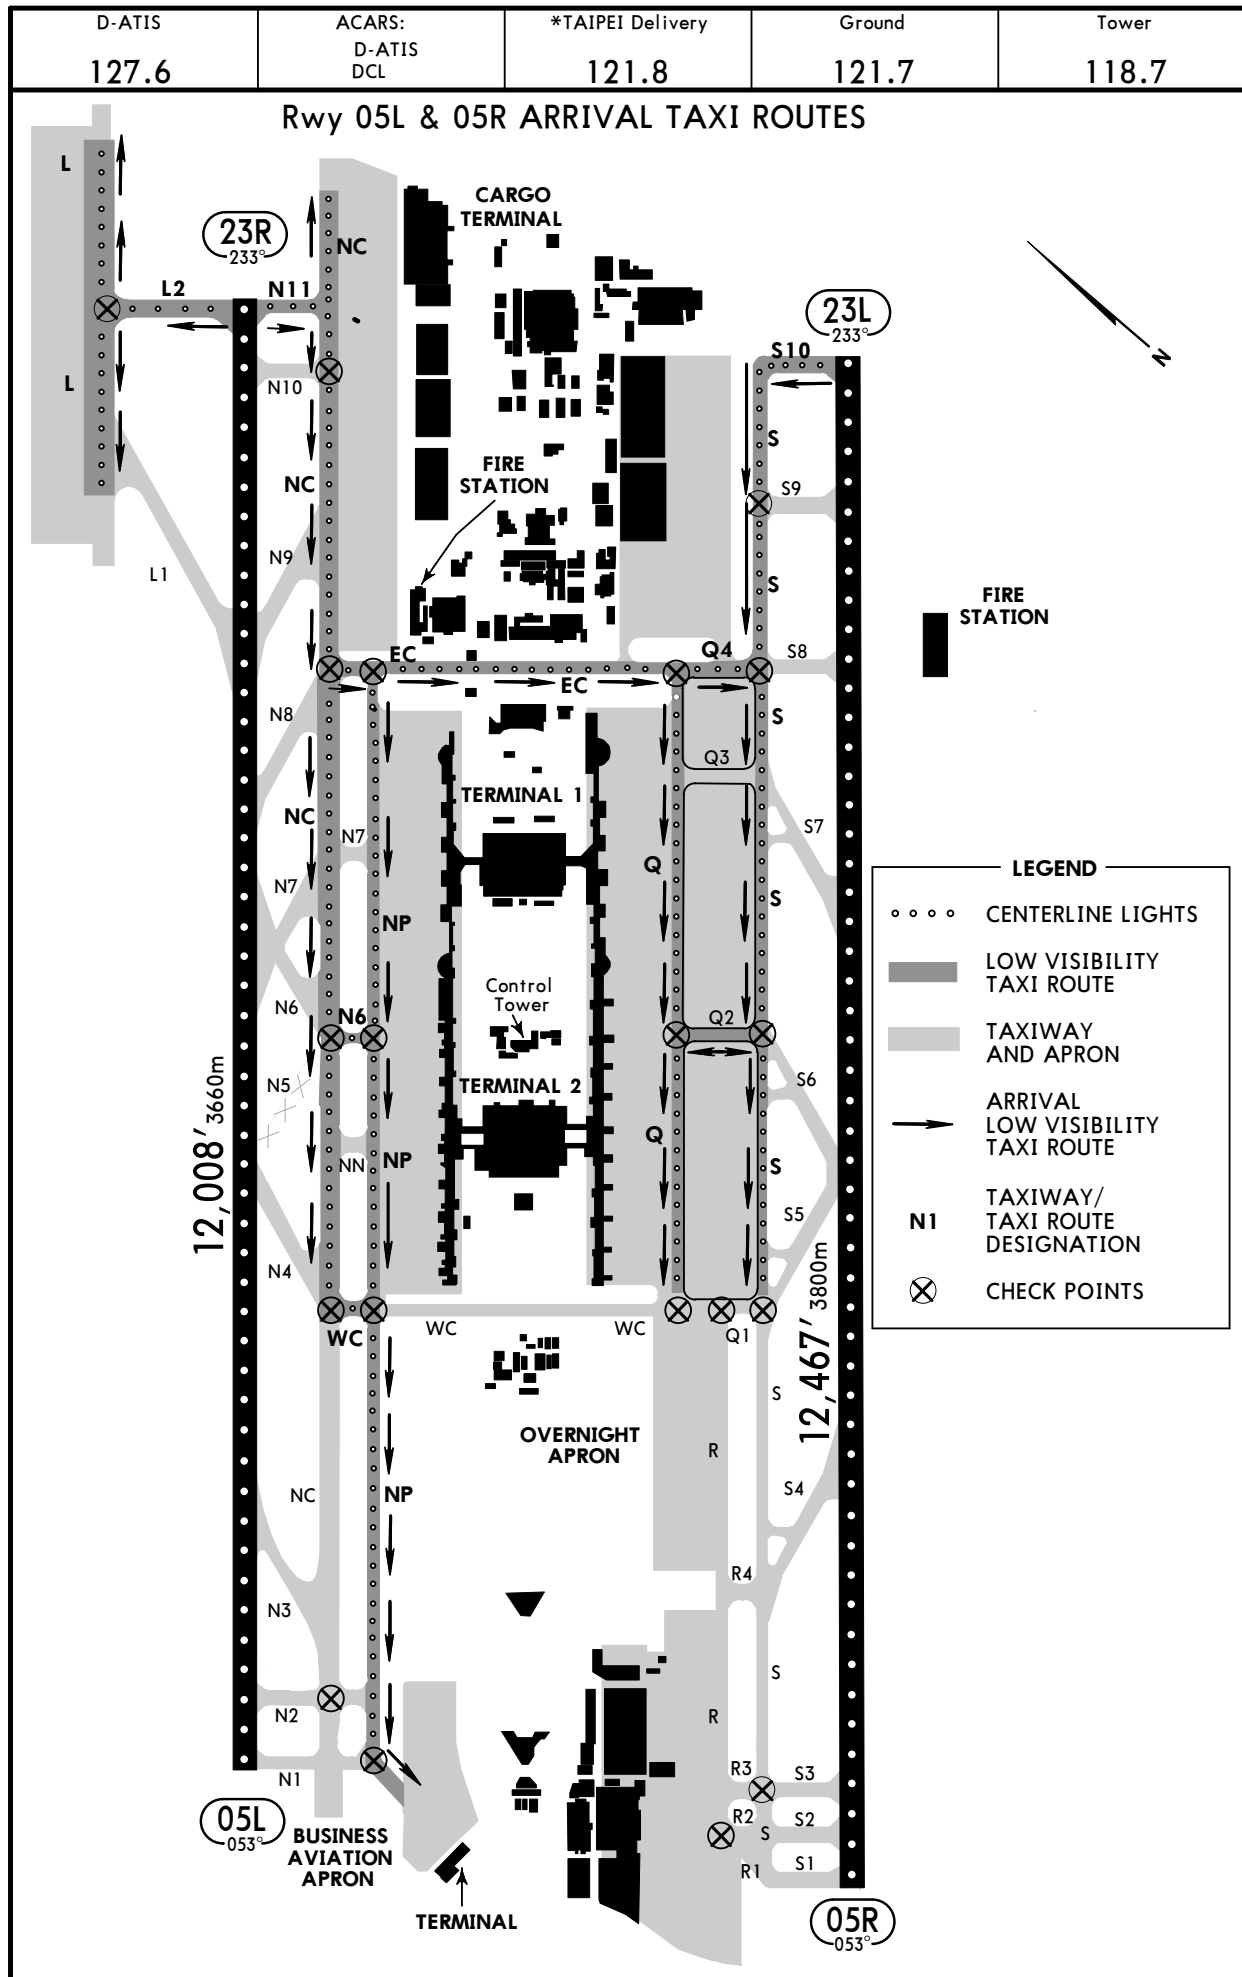 D-ATIS
127.6
ACARS:
D-ATIS
DCL
*TAIPEI Delivery
121.8
Ground
121.7
Tower
118.7
Rwy 05L & 05R ARRIVAL TAXI ROUTES
L
23R
233°
NC
CARGO
TERMINAL
L2
N11
23L
233°
N
S10
L
N10
S
NC
FIRE
STATION
S9
N9
L1
S
FIRE
STATION
EC
Q4
S8
EC
N8
S
Q3
TERMINAL 1
NC
N7
S7
Q
LEGEND
N7
S
CENTERLINE LIGHTS
NP
LOW VISIBILITY
TAXI ROUTE
Control
Tower
N6
N6
Q2
TAXIWAY
AND APRON
N5
TERMINAL 2
S6
ARRIVAL
LOW VISIBILITY
TAXI ROUTE
12,008′ 3660m
Q
NN
NP
S
S5
N1
TAXIWAY/
TAXI ROUTE
DESIGNATION
N4
CHECK POINTS
WC
WC
WC
Q1
12,467′ 3800m
S
OVERNIGHT
APRON
R
NC
NP
S4
R4
N3
S
N2
R
N1
R3
S3
05L
053°
BUSINESS
AVIATION
APRON
R2
S
S2
R1
S1
TERMINAL
05R
053°